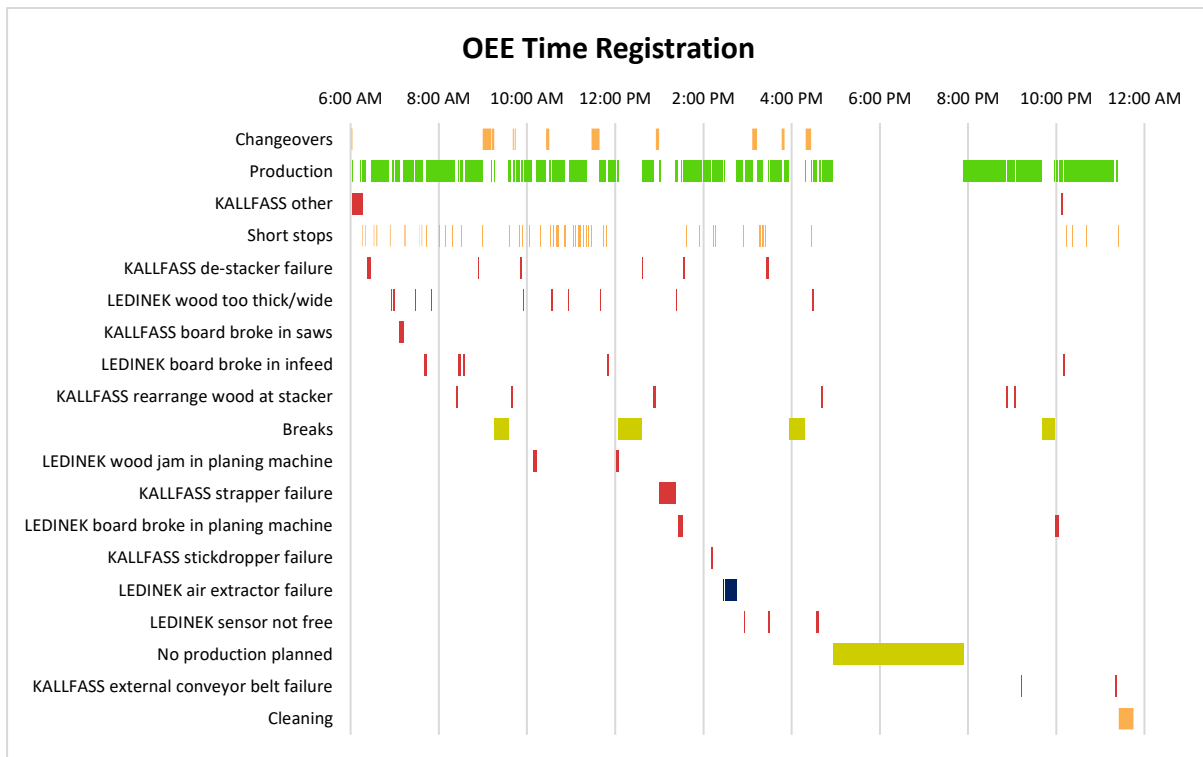 OEE Time Registration
6:00 AM 8:00 AM 10:00 AM 12:00 PM 2:00 PM 4:00 PM 6:00 PM 8:00 PM 10:00 PM 12:00 AM
Changeovers
Production
KALLFASS other
Short stops
KALLFASS de-stacker failure
LEDINEK wood too thick/wide
KALLFASS board broke in saws
LEDINEK board broke in infeed
KALLFASS rearrange wood at stacker
Breaks
LEDINEK wood jam in planing machine
KALLFASS strapper failure
LEDINEK board broke in planing machine
KALLFASS stickdropper failure
LEDINEK air extractor failure
LEDINEK sensor not free
No production planned
KALLFASS external conveyor belt failure
Cleaning